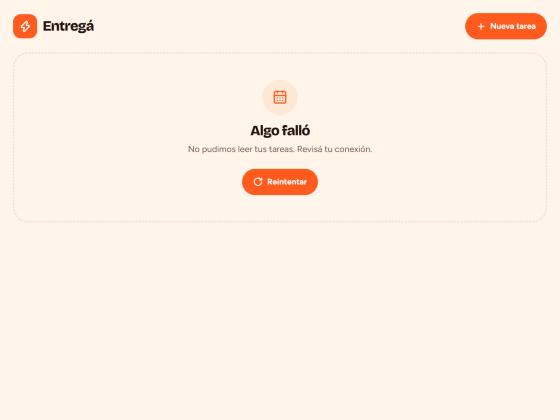 Entregá
Nueva tarea
Algo falló
No pudimos leer tus tareas. Revisá tu conexión.
Reintentar